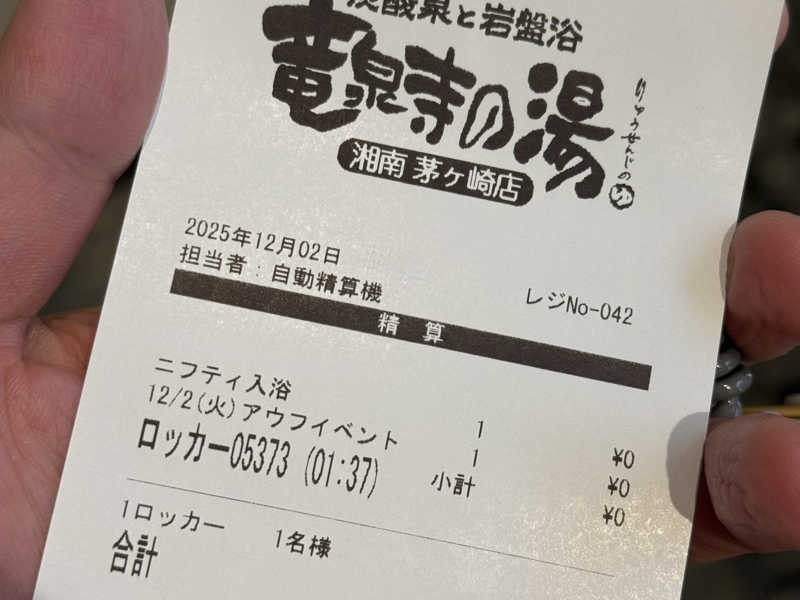 炭酸泉と岩盤浴
竜泉寺の湯
りゅうせんじのゆ
湘南 茅ヶ崎店
2025年12月02日
担当者：自動精算機
レジNo-042
精 算
ニフティ入浴 1 ¥0
12/2(火)アウフイベント 1 ¥0
ロッカー05373 (01:37) 小計 ¥0
1ロッカー 1名様
合計